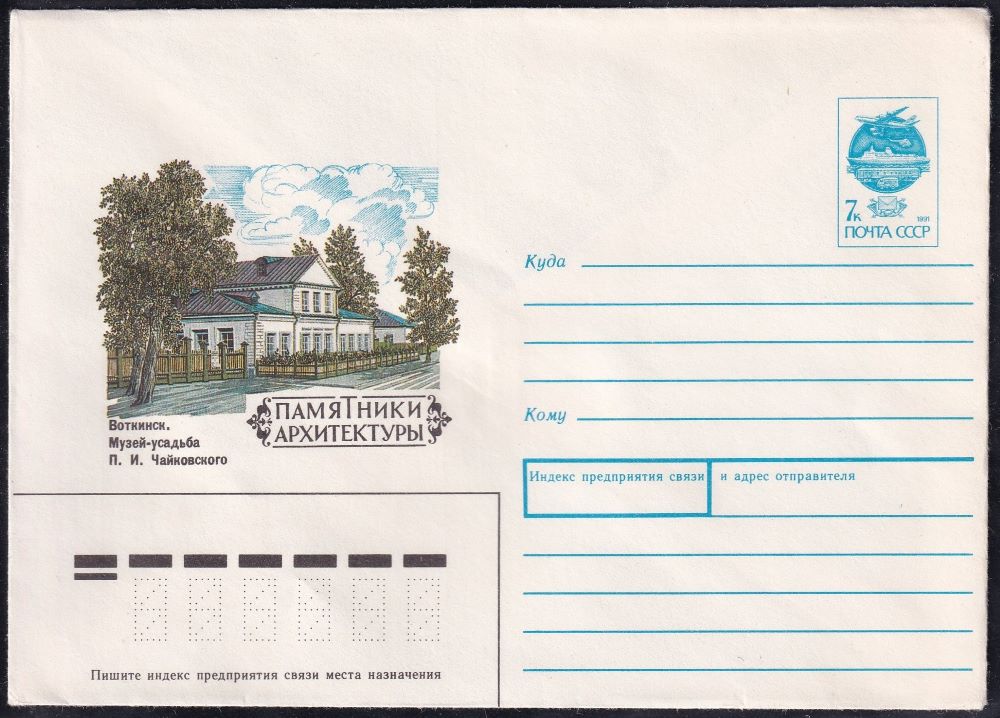 7к
1991
ПОЧТА СССР
Куда
Кому
ПАМЯТНИКИ
АРХИТЕКТУРЫ
Воткинск.
Музей-усадьба
П. И. Чайковского
Индекс предприятия связи и адрес отправителя
Пишите индекс предприятия связи места назначения